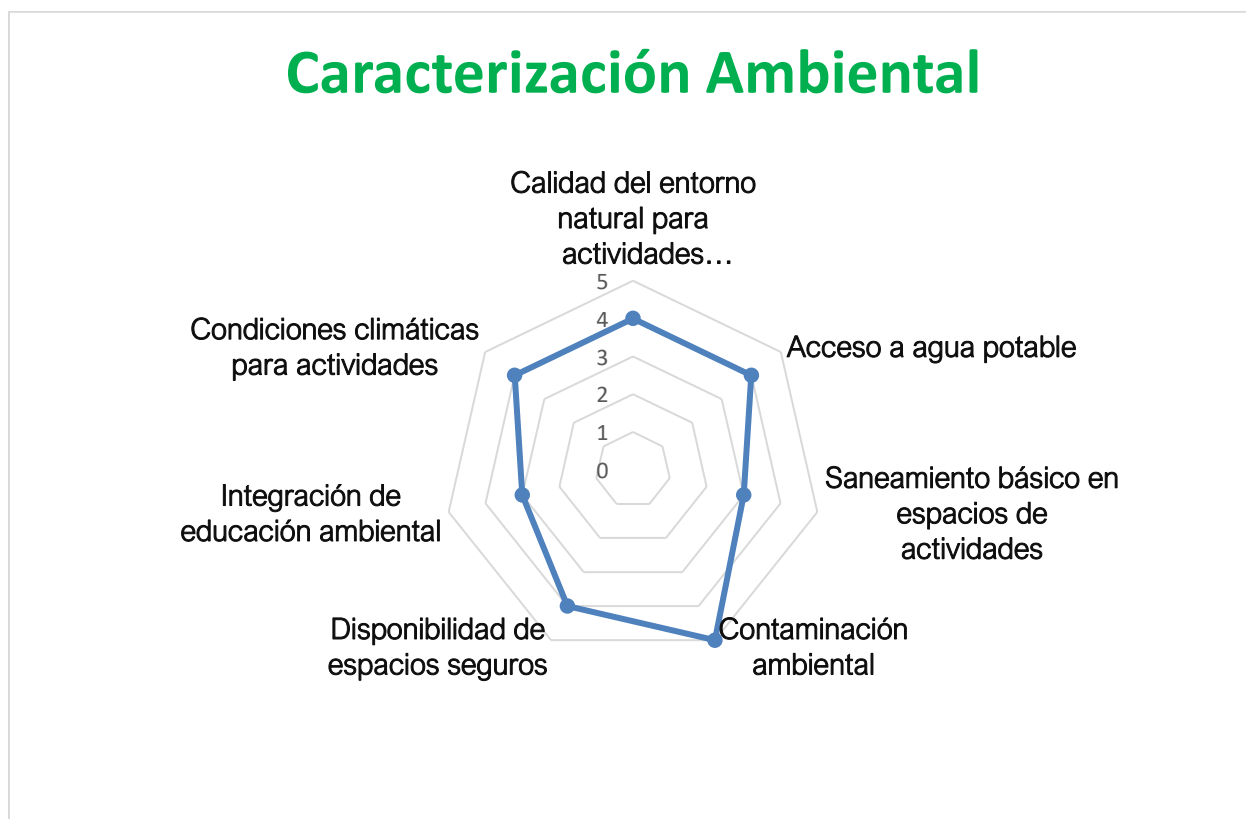 Caracterización Ambiental
Calidad del entorno
natural para
actividades…
5
4
3
2
1
0
Acceso a agua potable
Saneamiento básico en
espacios de
actividades
Contaminación
ambiental
Disponibilidad de
espacios seguros
Integración de
educación ambiental
Condiciones climáticas
para actividades